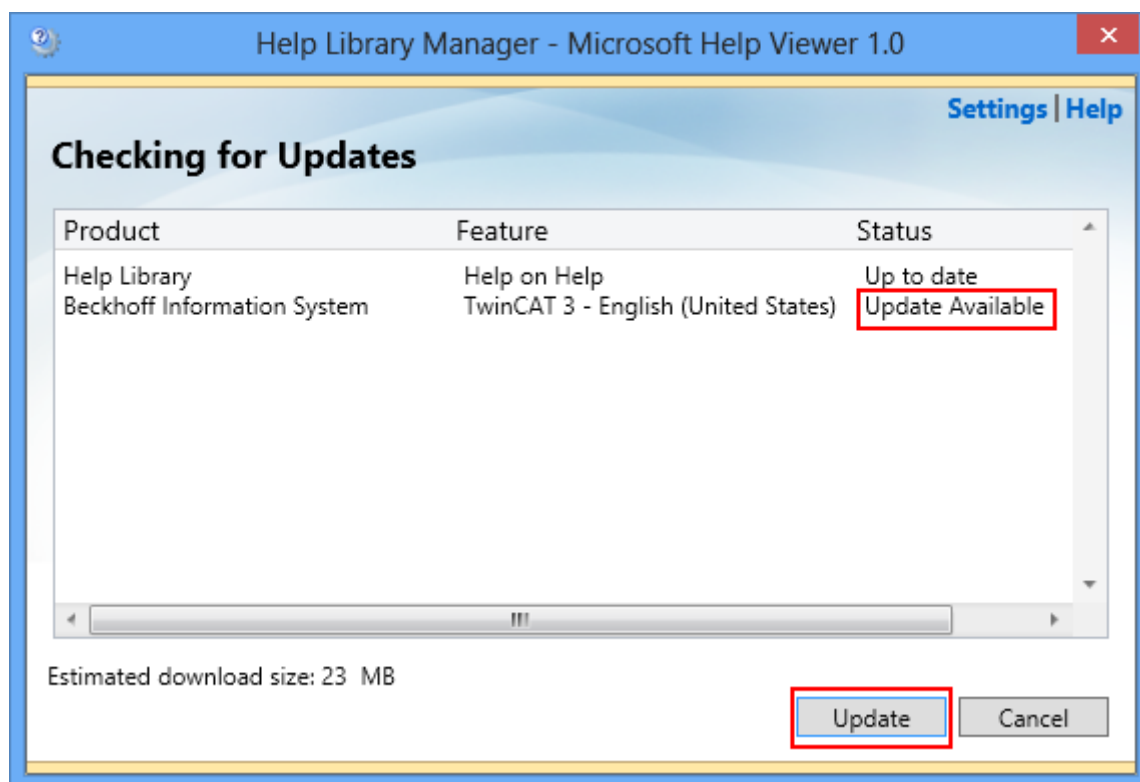 Help Library Manager - Microsoft Help Viewer 1.0
Settings | Help
Checking for Updates
Product Feature Status
Help Library Help on Help Up to date
Beckhoff Information System TwinCAT 3 - English (United States) Update Available
Estimated download size: 23 MB
Update Cancel